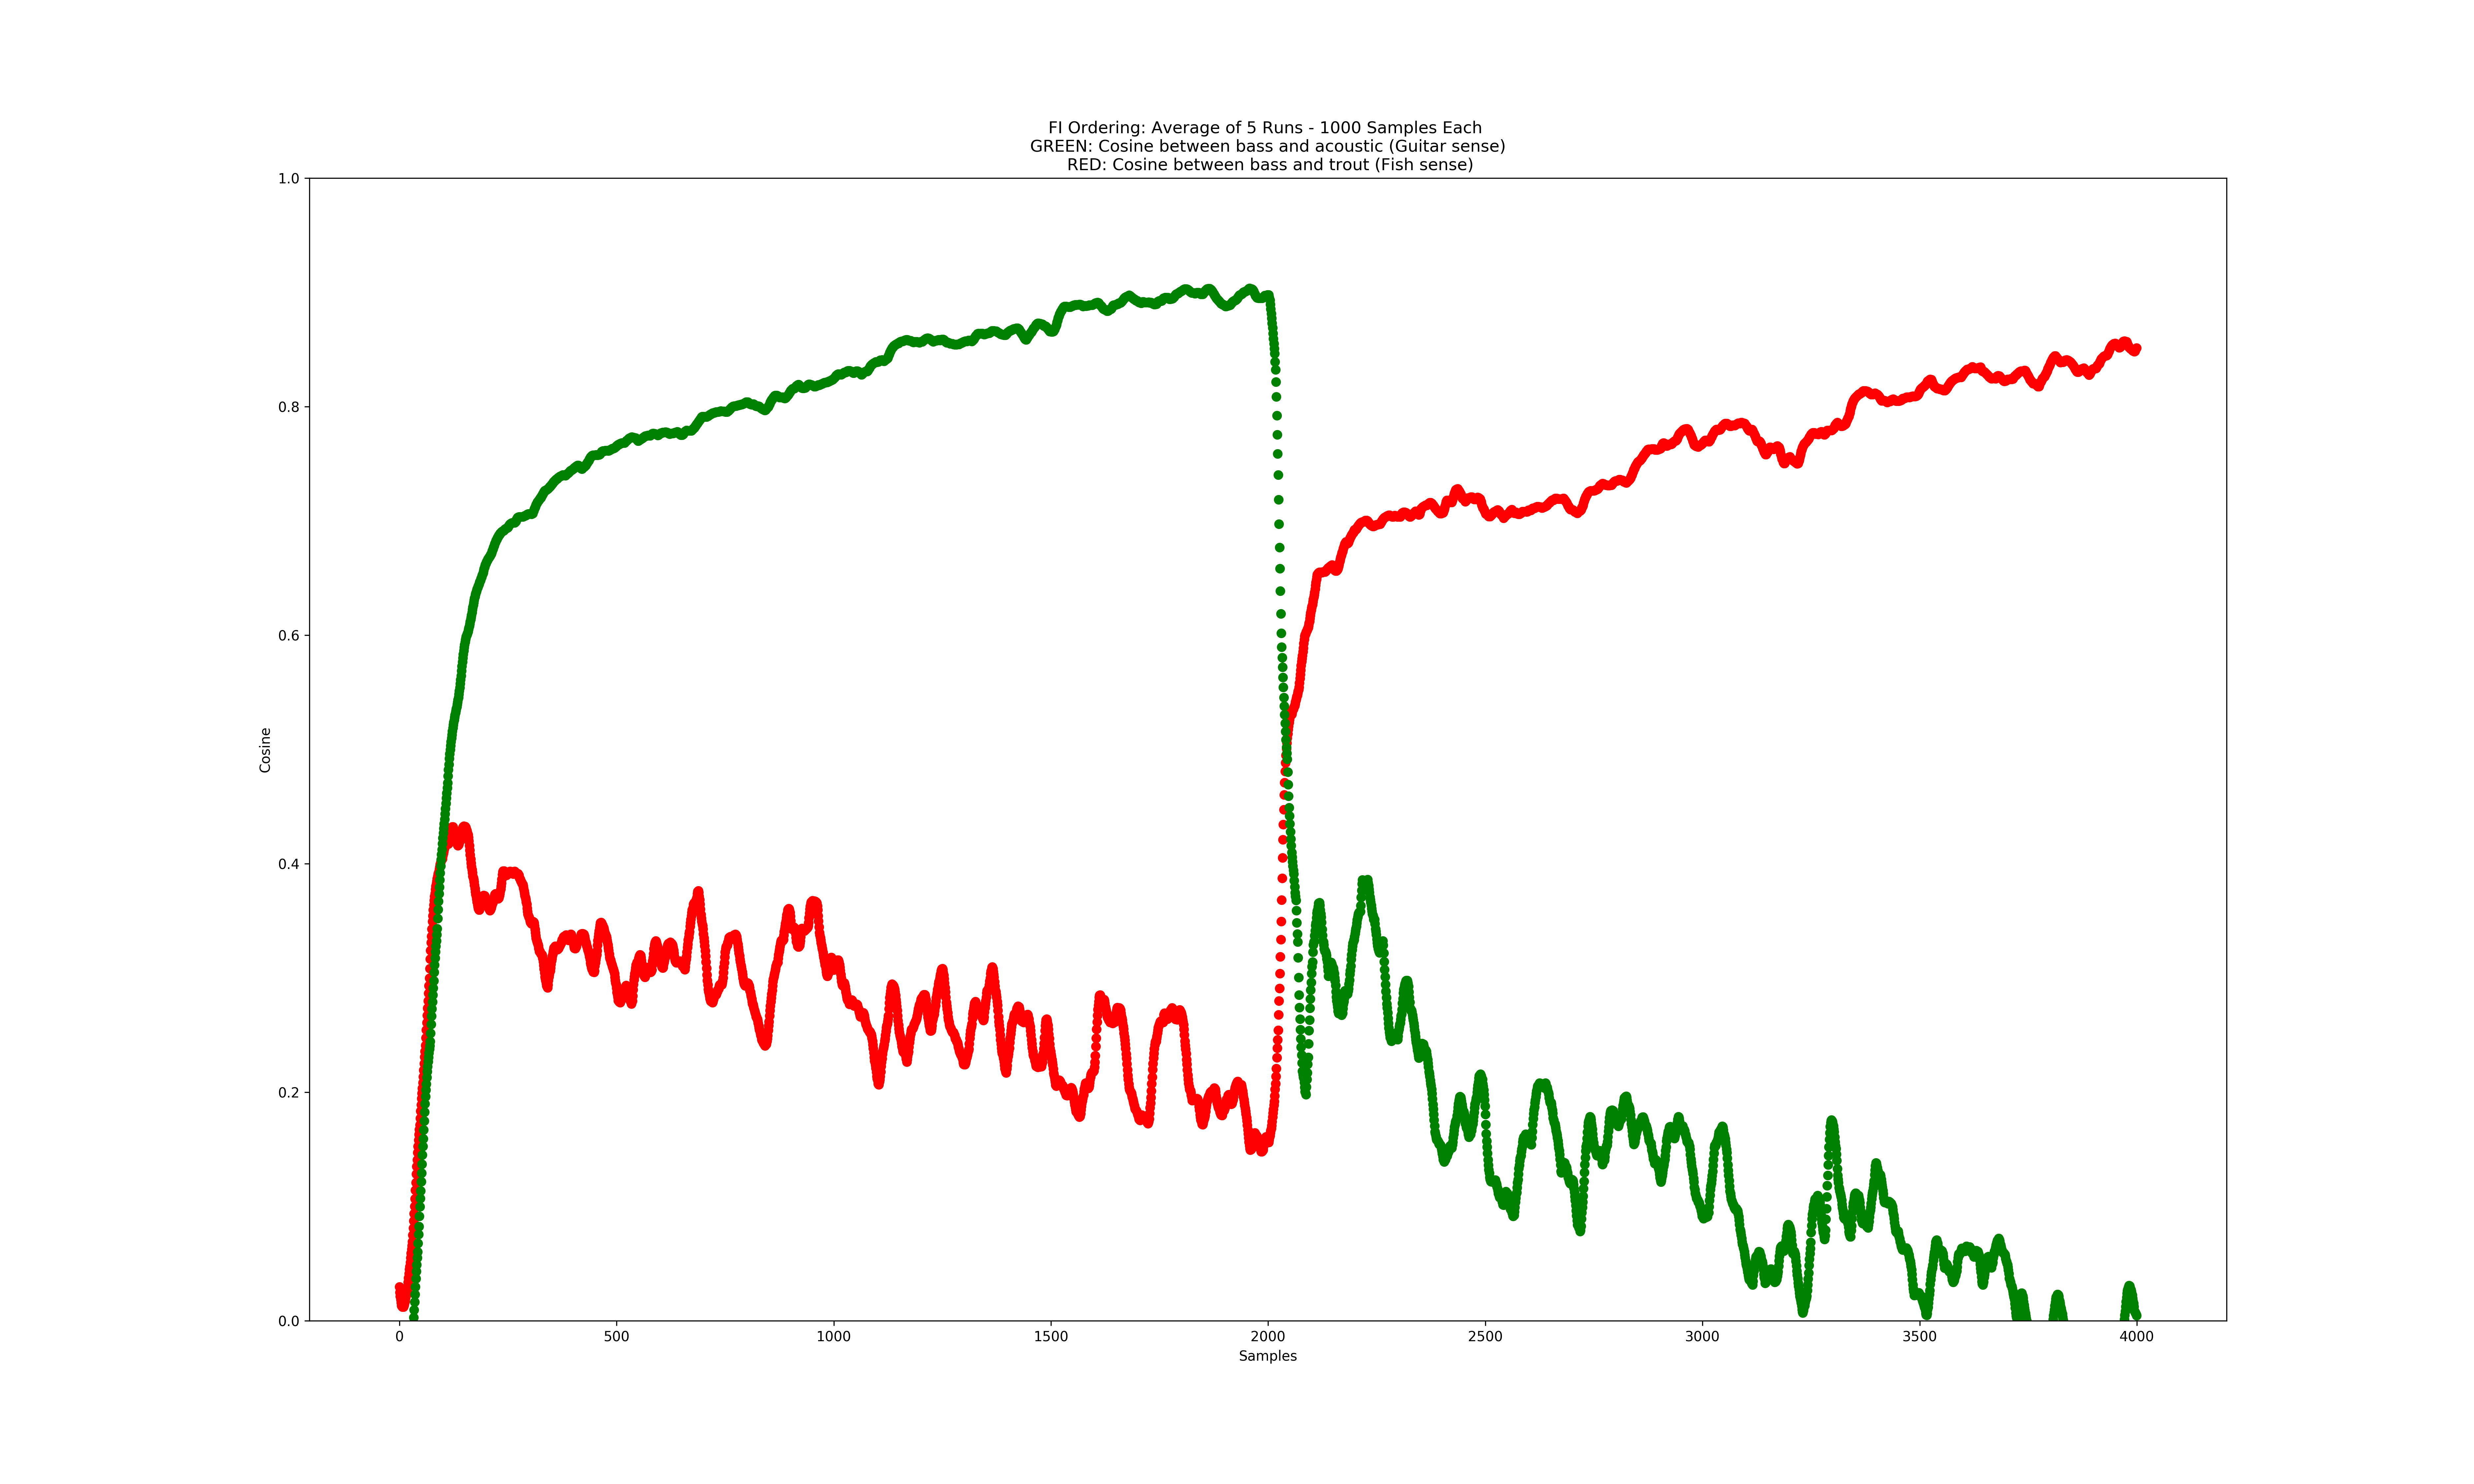 FI Ordering: Average of 5 Runs - 1000 Samples Each
GREEN: Cosine between bass and acoustic (Guitar sense)
RED: Cosine between bass and trout (Fish sense)
1.0
0.8
0.6
0.4
0.2
0.0
Cosine
0 500 1000 1500 2000 2500 3000 3500 4000
Samples